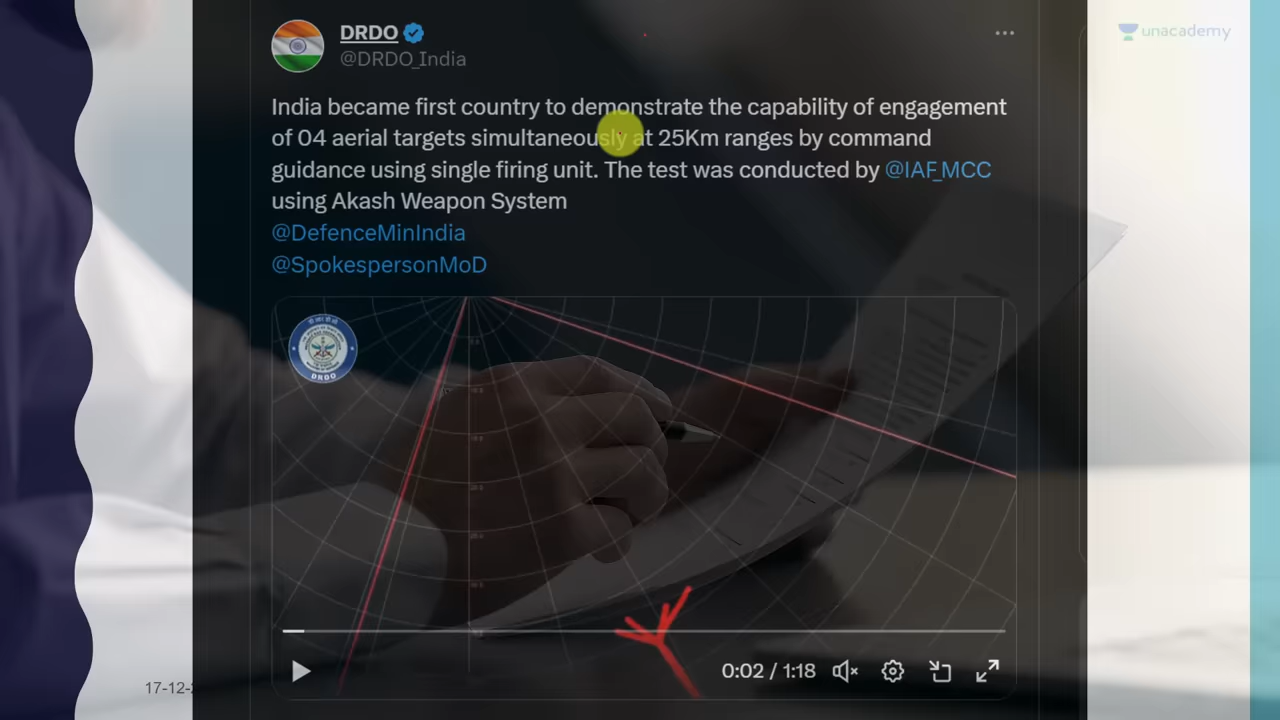 DRDO
@DRDO_India
unacademy
India became first country to demonstrate the capability of engagement
of 04 aerial targets simultaneously at 25Km ranges by command
guidance using single firing unit. The test was conducted by @IAF_MCC
using Akash Weapon System
@DefenceMinIndia
@SpokespersonMoD
DRDO
0:02 / 1:18
17-12-